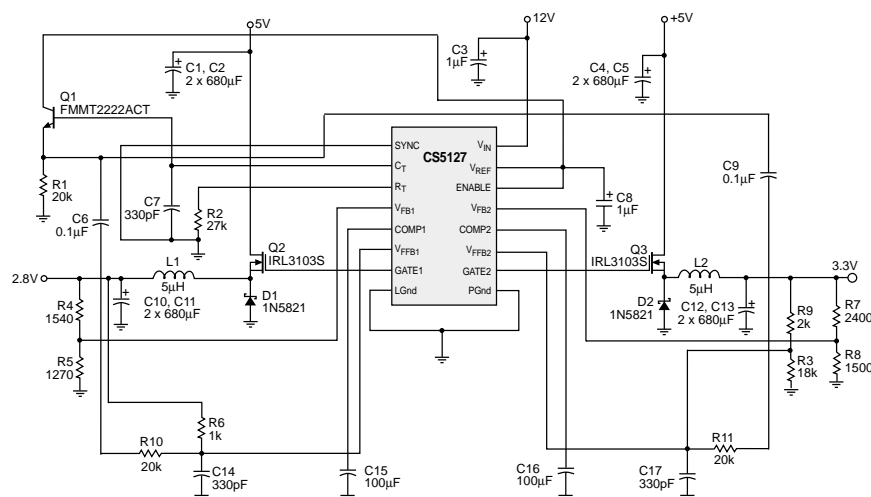 5V
12V
+5V
C1, C2
2 x 680µF
C3
1µF
C4, C5
2 x 680µF
Q1
FMMT2222ACT
R1
20k
C6
0.1µF
C7
330pF
R2
27k
CS5127
SYNC
CT
RT
VFB1
COMP1
VFFB1
GATE1
LGnd
VIN
VREF
ENABLE
VFB2
COMP2
VFFB2
GATE2
PGnd
C8
1µF
C9
0.1µF
Q2
IRL3103S
Q3
IRL3103S
2.8V
L1
5µH
L2
5µH
3.3V
R4
1540
C10, C11
2 x 680µF
D1
1N5821
D2
1N5821
C12, C13
2 x 680µF
R9
2k
R7
2400
R5
1270
R3
18k
R8
1500
R6
1k
R10
20k
C14
330pF
C15
100µF
C16
100µF
C17
330pF
R11
20k